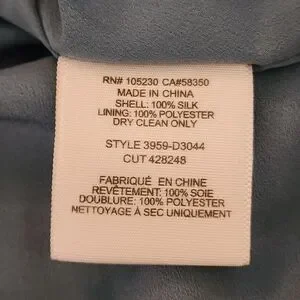 RN# 105230 CA#58350
MADE IN CHINA
SHELL: 100% SILK
LINING: 100% POLYESTER
DRY CLEAN ONLY
STYLE 3959-D3044
CUT 428248
FABRIQUÉ EN CHINE
REVÊTEMENT: 100% SOIE
DOUBLURE: 100% POLYESTER
NETTOYAGE À SEC UNIQUEMENT